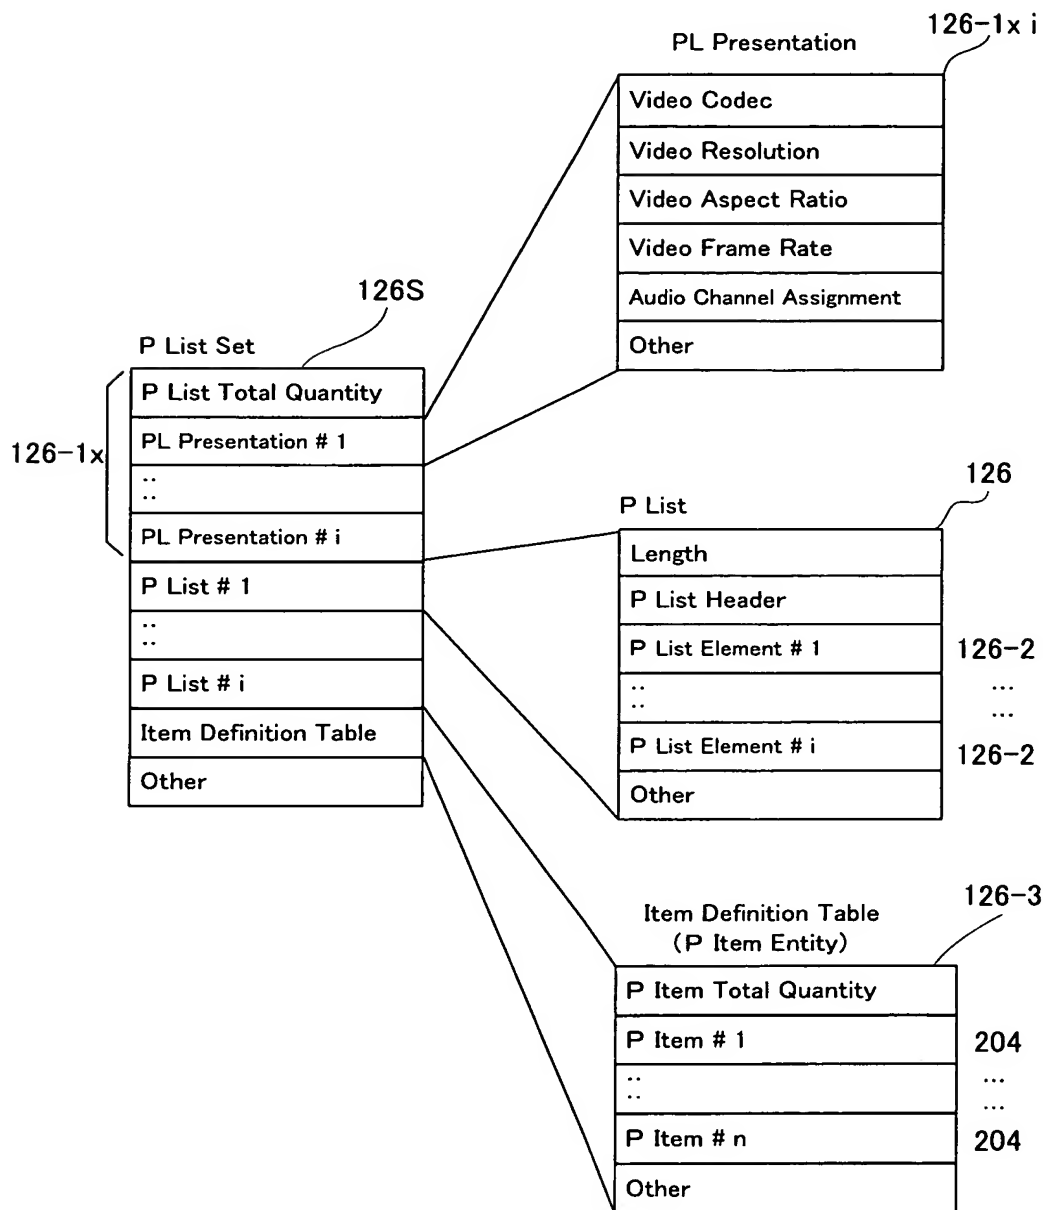 126-1x i
PL Presentation
Video Codec
Video Resolution
Video Aspect Ratio
Video Frame Rate
Audio Channel Assignment
Other
126S
P List Set
P List Total Quantity
PL Presentation # 1
::
PL Presentation # i
P List # 1
::
P List # i
Item Definition Table
Other
126-1x
126
P List
Length
P List Header
P List Element # 1 126-2
:: ...
...
P List Element # i 126-2
Other
126-3
Item Definition Table
(P Item Entity)
P Item Total Quantity
P Item # 1 204
:: ...
...
P Item # n 204
Other